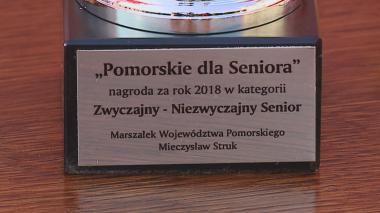 „Pomorskie dla Seniora”
nagroda za rok 2018 w kategorii
Zwyczajny - Niezwyczajny Senior
Marszałek Województwa Pomorskiego
Mieczysław Struk